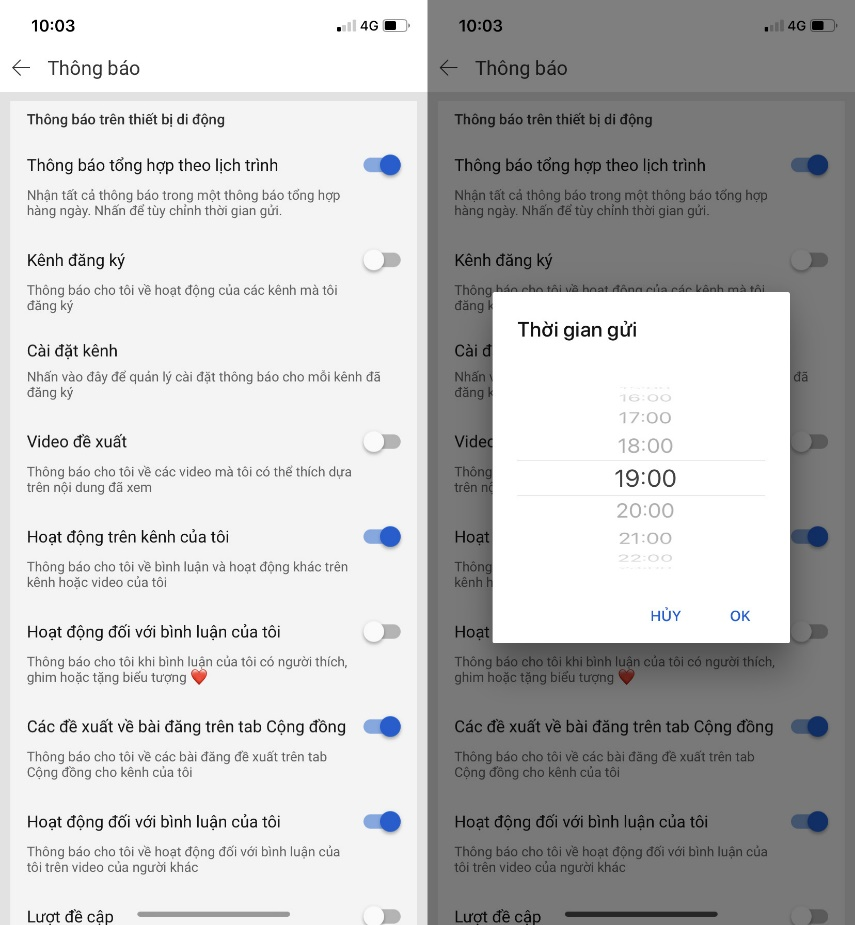 10:03
4G
Thông báo
Thông báo trên thiết bị di động
Thông báo tổng hợp theo lịch trình
Nhận tất cả thông báo trong một thông báo tổng hợp
hàng ngày. Nhấn để tùy chỉnh thời gian gửi.
Kênh đăng ký
Thông báo cho tôi về hoạt động của các kênh mà tôi
đăng ký
Cài đặt kênh
Nhấn vào đây để quản lý cài đặt thông báo cho mỗi kênh đã
đăng ký
Video đề xuất
Thông báo cho tôi về các video mà tôi có thể thích dựa
trên nội dung đã xem
Hoạt động trên kênh của tôi
Thông báo cho tôi về bình luận và hoạt động khác trên
kênh hoặc video của tôi
Hoạt động đối với bình luận của tôi
Thông báo cho tôi khi bình luận của tôi có người thích,
ghim hoặc tặng biểu tượng ❤️
Các đề xuất về bài đăng trên tab Cộng đồng
Thông báo cho tôi về các bài đăng đề xuất trên tab
Cộng đồng cho kênh của tôi
Hoạt động đối với bình luận của tôi
Thông báo cho tôi về hoạt động đối với bình luận của
tôi trên video của người khác
Lượt đề cập
10:03
4G
Thông báo
Thông báo trên thiết bị di động
Thông báo tổng hợp theo lịch trình
Nhận tất cả thông báo trong một thông báo tổng hợp
hàng ngày. Nhấn để tùy chỉnh thời gian gửi.
Kênh đăng ký
Thông báo cho tôi về hoạt động của các kênh mà tôi
đăng
Cài
Nhấn đã
đăng
Video
Thông
trên
Hoạt
Thông
kênh
Hoạt
Thời gian gửi
16:00
17:00
18:00
19:00
20:00
21:00
22:00
HỦY OK
Thông báo cho tôi khi bình luận của tôi có người thích,
ghim hoặc tặng biểu tượng ❤️
Các đề xuất về bài đăng trên tab Cộng đồng
Thông báo cho tôi về các bài đăng đề xuất trên tab
Cộng đồng cho kênh của tôi
Hoạt động đối với bình luận của tôi
Thông báo cho tôi về hoạt động đối với bình luận của
tôi trên video của người khác
Lượt đề cập